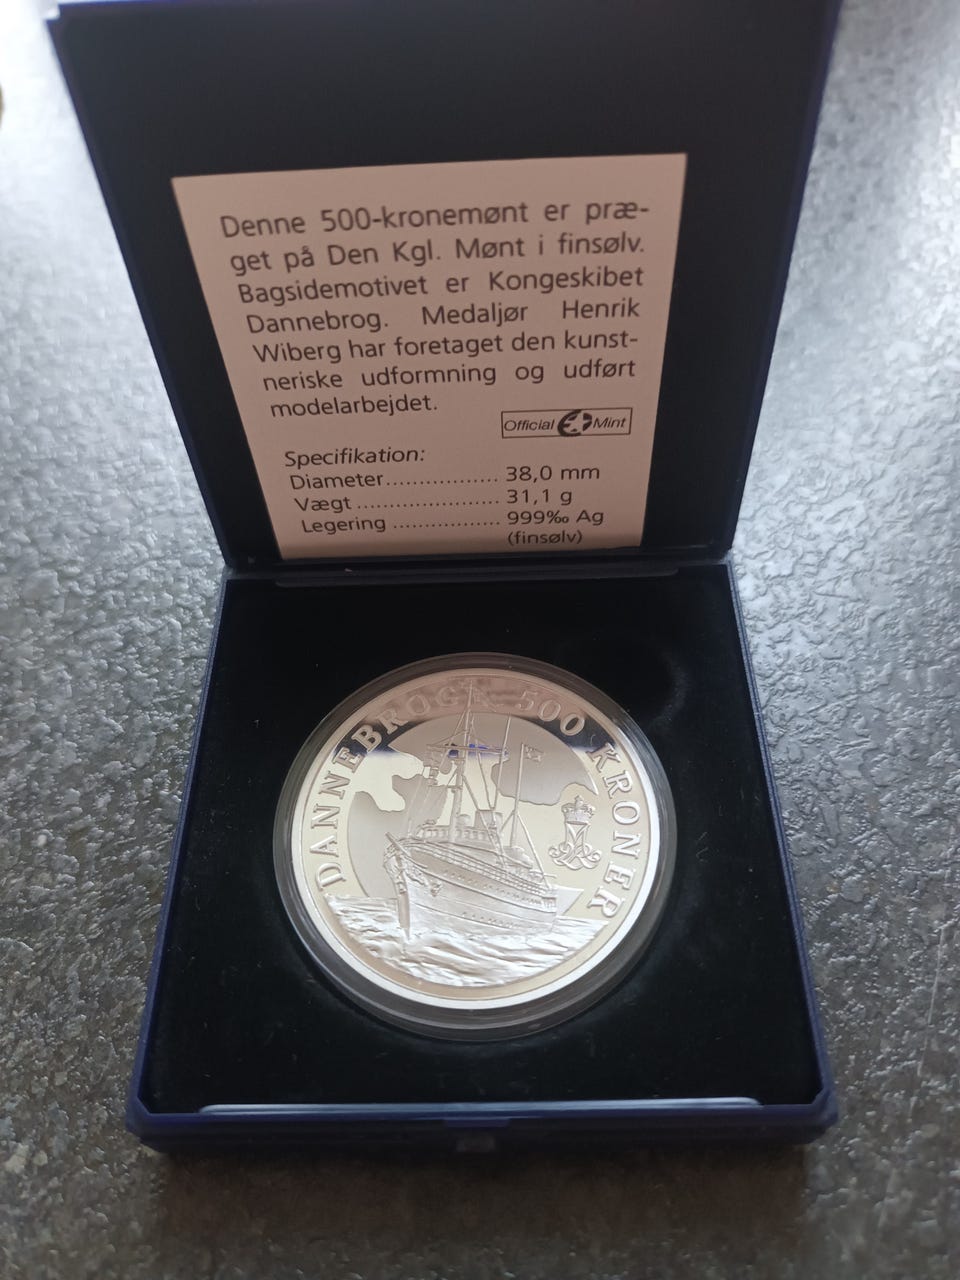 Denne 500-kronemønt er præ-
get på Den Kgl. Mønt i finsølv.
Bagsidemotivet er Kongeskibet
Dannebrog. Medaljør Henrik
Wiberg har foretaget den kunst-
neriske udformning og udført
modelarbejdet.
Official Mint
Specifikation:
Diameter................. 38,0 mm
Vægt ...................... 31,1 g
Legering ................. 999‰ Ag
(finsølv)
DANNEBROG 500 KRONER